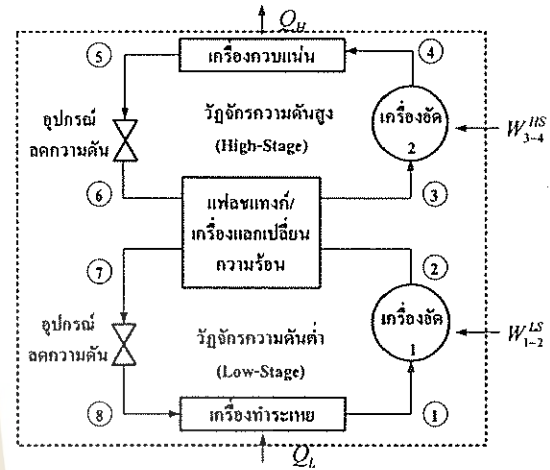 Q_H
5
เครื่องควบแน่น
4
อุปกรณ์
ลดความดัน
วัฏจักรความดันสูง
(High-Stage)
เครื่องอัด
2
W_{3-4}^{HS}
6
แฟลชแทงก์/
เครื่องแลกเปลี่ยน
ความร้อน
3
7
2
อุปกรณ์
ลดความดัน
วัฏจักรความดันต่ำ
(Low-Stage)
เครื่องอัด
1
W_{1-2}^{LS}
8
เครื่องทำระเหย
1
Q_L